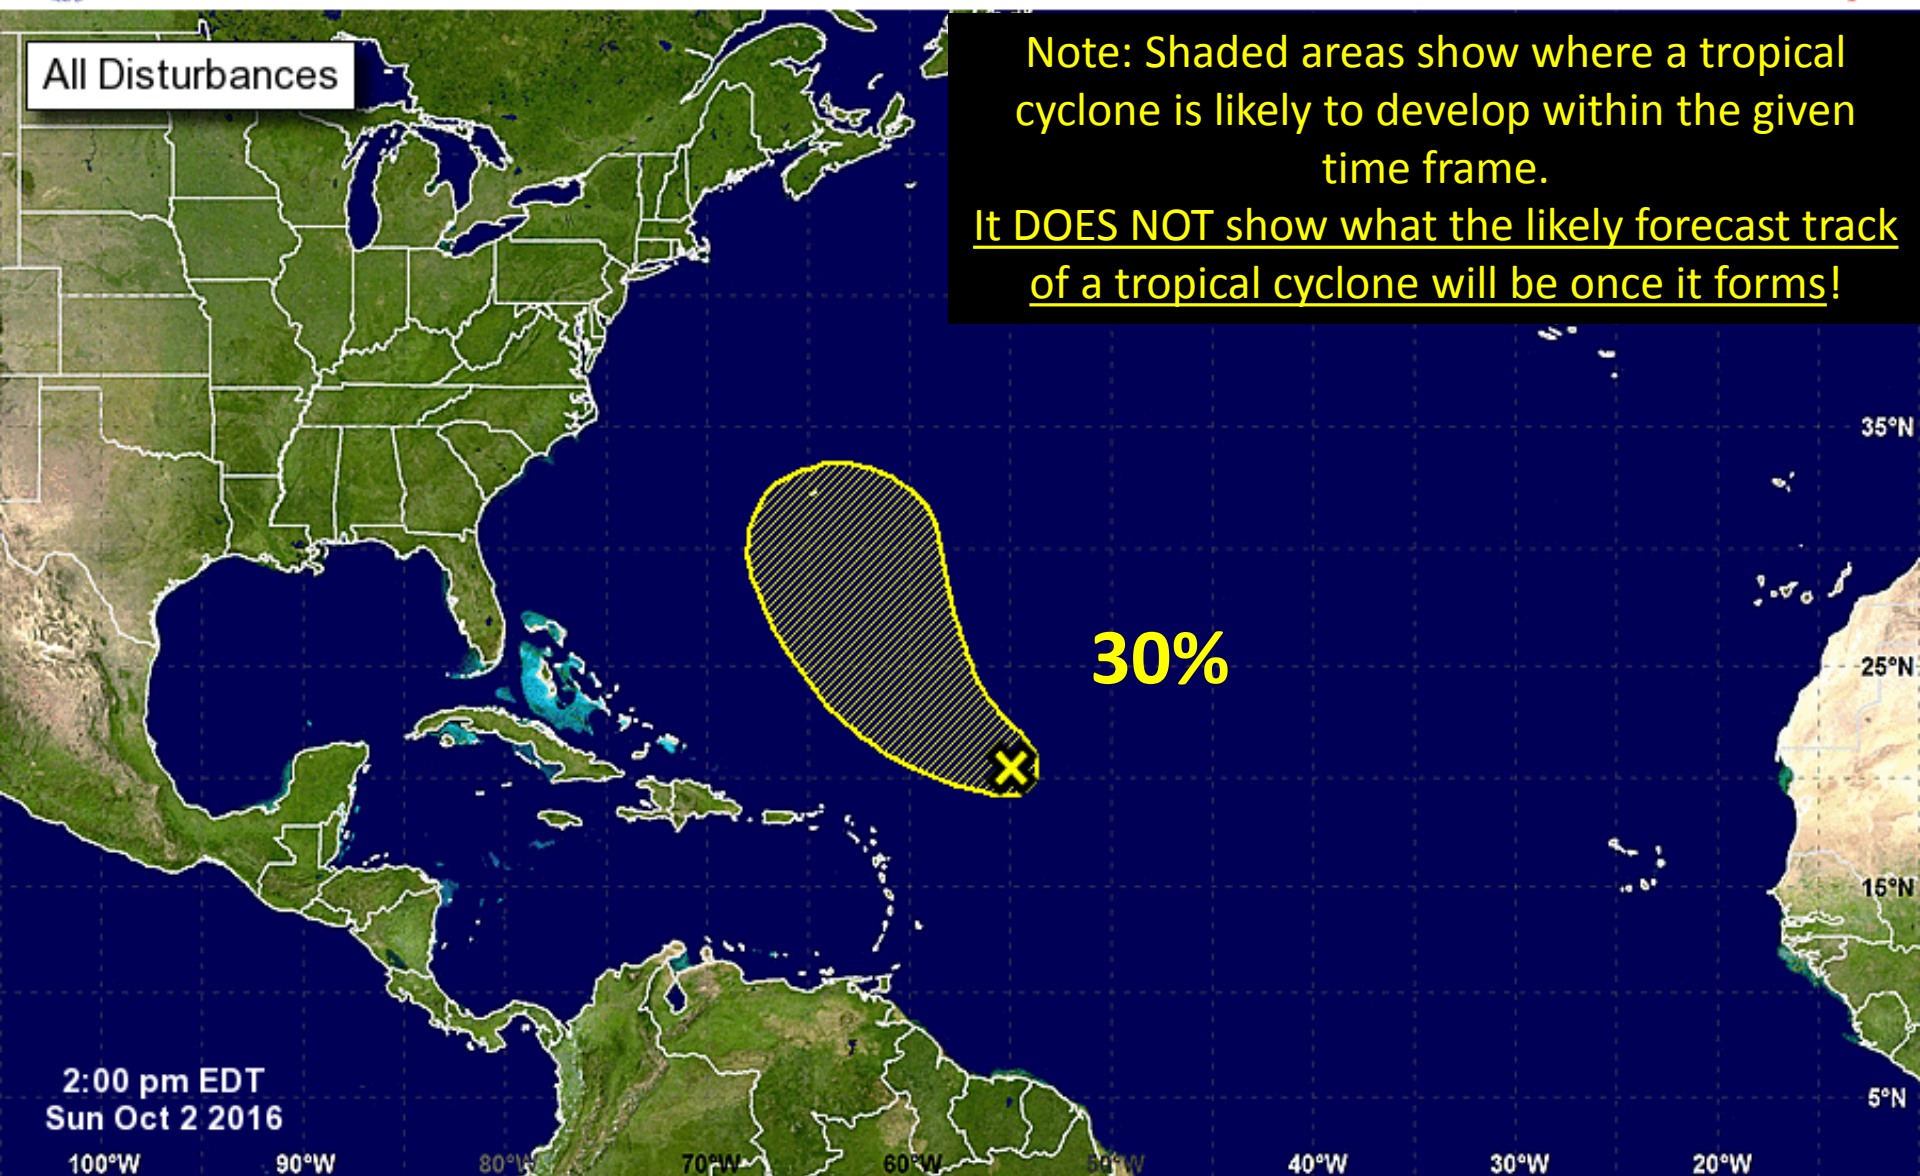 All Disturbances
Note: Shaded areas show where a tropical
cyclone is likely to develop within the given
time frame.
It DOES NOT show what the likely forecast track
of a tropical cyclone will be once it forms!
35°N
30%
25°N
15°N
2:00 pm EDT
Sun Oct 2 2016
5°N
100°W 90°W 80°W 70°W 60°W 50°W 40°W 30°W 20°W